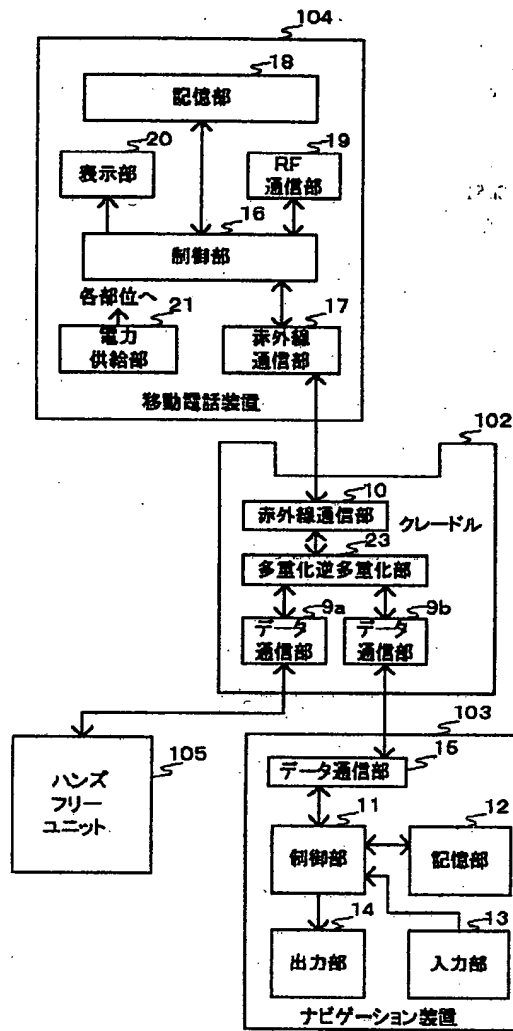 104
18
記憶部
20
表示部
19
RF
通信部
16
制御部
各部位へ
21
電力
供給部
17
赤外線
通信部
移動電話装置
102
10
赤外線通信部
クレードル
23
多重化逆多重化部
9a
データ
通信部
9b
データ
通信部
103
105
ハンズ
フリー
ユニット
15
データ通信部
11
制御部
12
記憶部
14
出力部
13
入力部
ナビゲーション装置